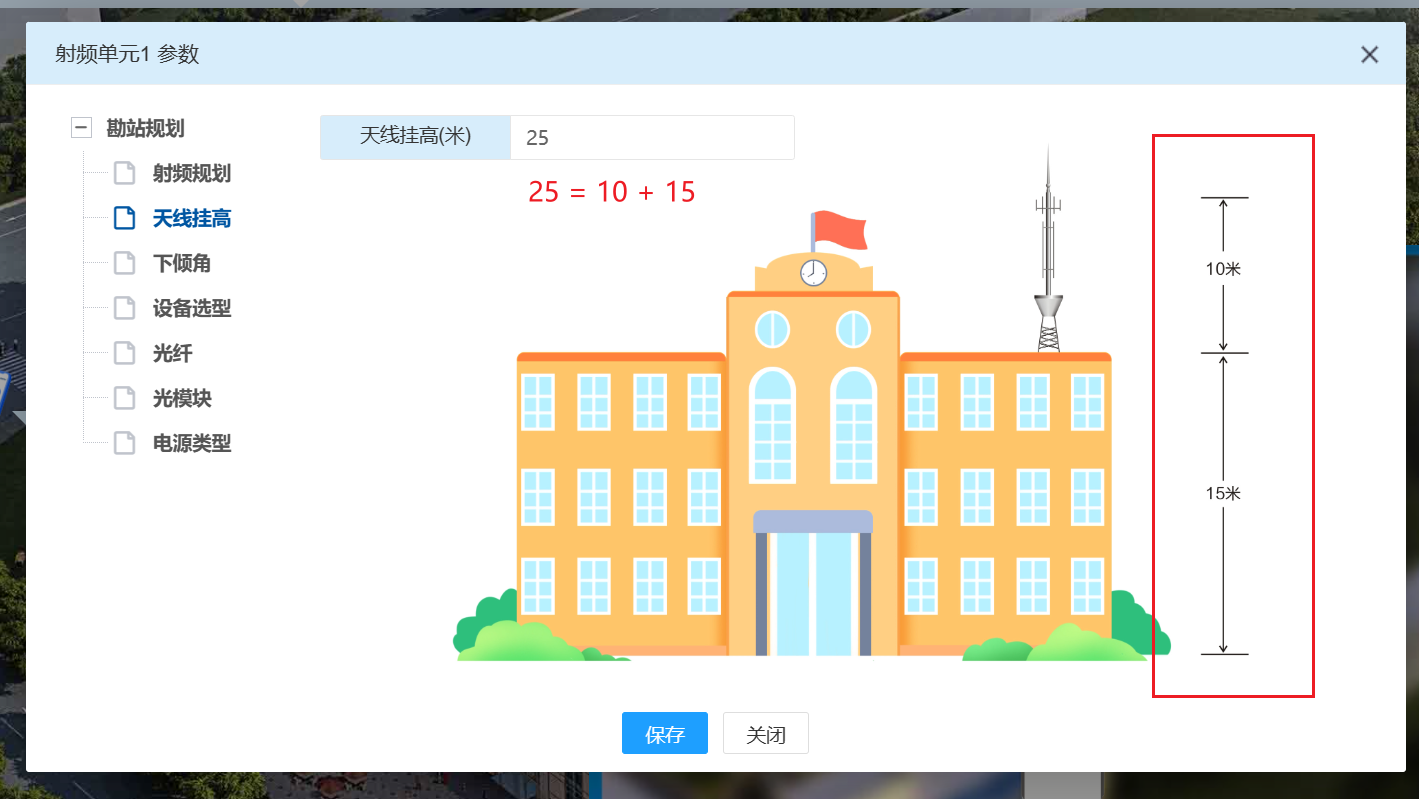 射频单元1 参数
勘站规划
射频规划
天线挂高
下倾角
设备选型
光纤
光模块
电源类型
天线挂高(米)
25
25 = 10 + 15
10米
15米
保存
关闭